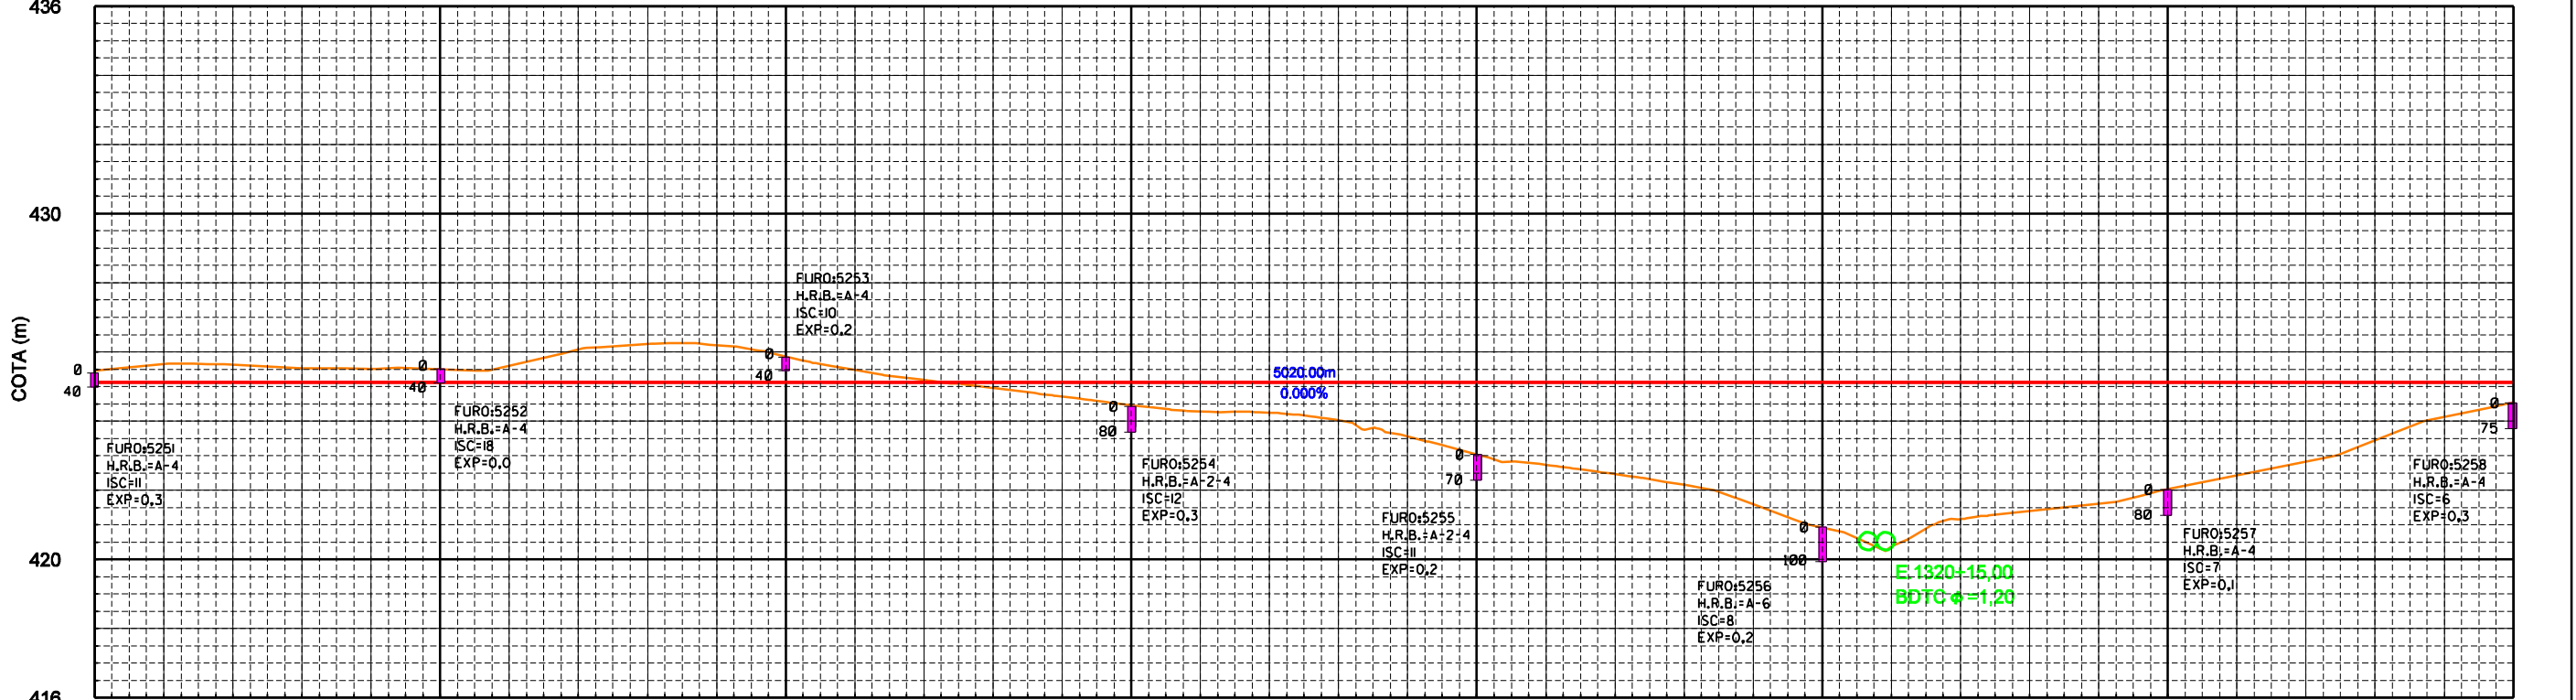 436
430
COTA (m)
420
416
0
40
FURO:5251
H.R.B.=A-4
ISC=11
EXP=0.3
0
40
FURO:5252
H.R.B.=A-4
ISC=18
EXP=0.0
FURO:5253
H.R.B.=A-4
ISC=10
EXP=0.2
0
40
0
80
FURO:5254
H.R.B.=A-2-4
ISC=12
EXP=0.3
5020.00m
0.000%
0
70
FURO:5255
H.R.B.=A-2-4
ISC=11
EXP=0.2
0
100
FURO:5256
H.R.B.=A-6
ISC=8
EXP=0.2
E.1320+15,00
BDTC ϕ =1,20
0
80
FURO:5257
H.R.B.=A-4
ISC=7
EXP=0.1
0
75
FURO:5258
H.R.B.=A-4
ISC=6
EXP=0.3